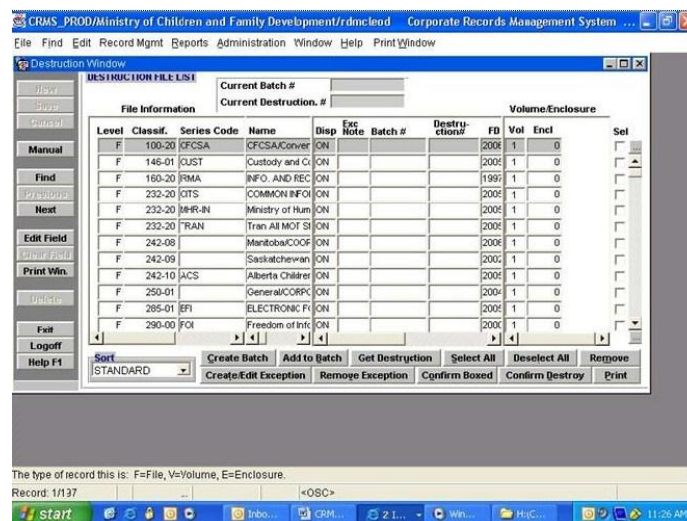 CRMS_PROD/Ministry of Children and Family Development/rdmcleod Corporate Records Management System ...
File Find Edit Record Mgmt Reports Administration Window Help Print Window
Destruction Window
DESTRUCTION FILE LIST
Current Batch #
Current Destruction. #
File Information Volume/Enclosure
Level Classif. Series Code Name Disp Exc Note Batch # Destru-ction# FD Vol Encl Sel
F 100-20 CFCSA CFCSA/Conver ON 2006 1 0
F 146-01 CUST Custody and Co ON 2005 1 0
F 160-20 IRMA INFO. AND REC ON 1997 1 0
F 232-20 CITS COMMON INFOI ON 2005 1 0
F 232-20 MHR-IN Ministry of Hum ON 2005 1 0
F 232-20 TRAN Tran All MOT St ON 2005 1 0
F 242-08 Manitoba/COOF ON 2006 1 0
F 242-09 Saskatchewan ON 2002 1 0
F 242-10 ACS Alberta Childrer ON 2005 1 0
F 250-01 General/CORPC ON 2004 1 0
F 285-01 EFI ELECTRONIC F ON 2005 1 0
F 290-00 FOI Freedom of Info ON 2000 1 0
New
Save
Cancel
Manual
Find
Previous
Next
Edit Field
Clear Field
Print Win.
Delete
Exit
Logoff
Help F1
Sort
STANDARD
Create Batch Add to Batch Get Destruction Select All Deselect All Remove
Create/Edit Exception Remove Exception Confirm Boxed Confirm Destroy Print
The type of record this is: F=File, V=Volume, E=Enclosure.
Record: 1/137 ... <OSC>
start Inbo... CRM... 2 I... Win... H:\C... 11:26 AM